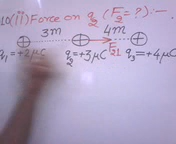 10(ii) Force on q₂ (F₂=?):-
3m 4m
⊕ ⊕ F₂₁ ⊕
q₁=+2μC q₂=+3μC q₃=+4μC